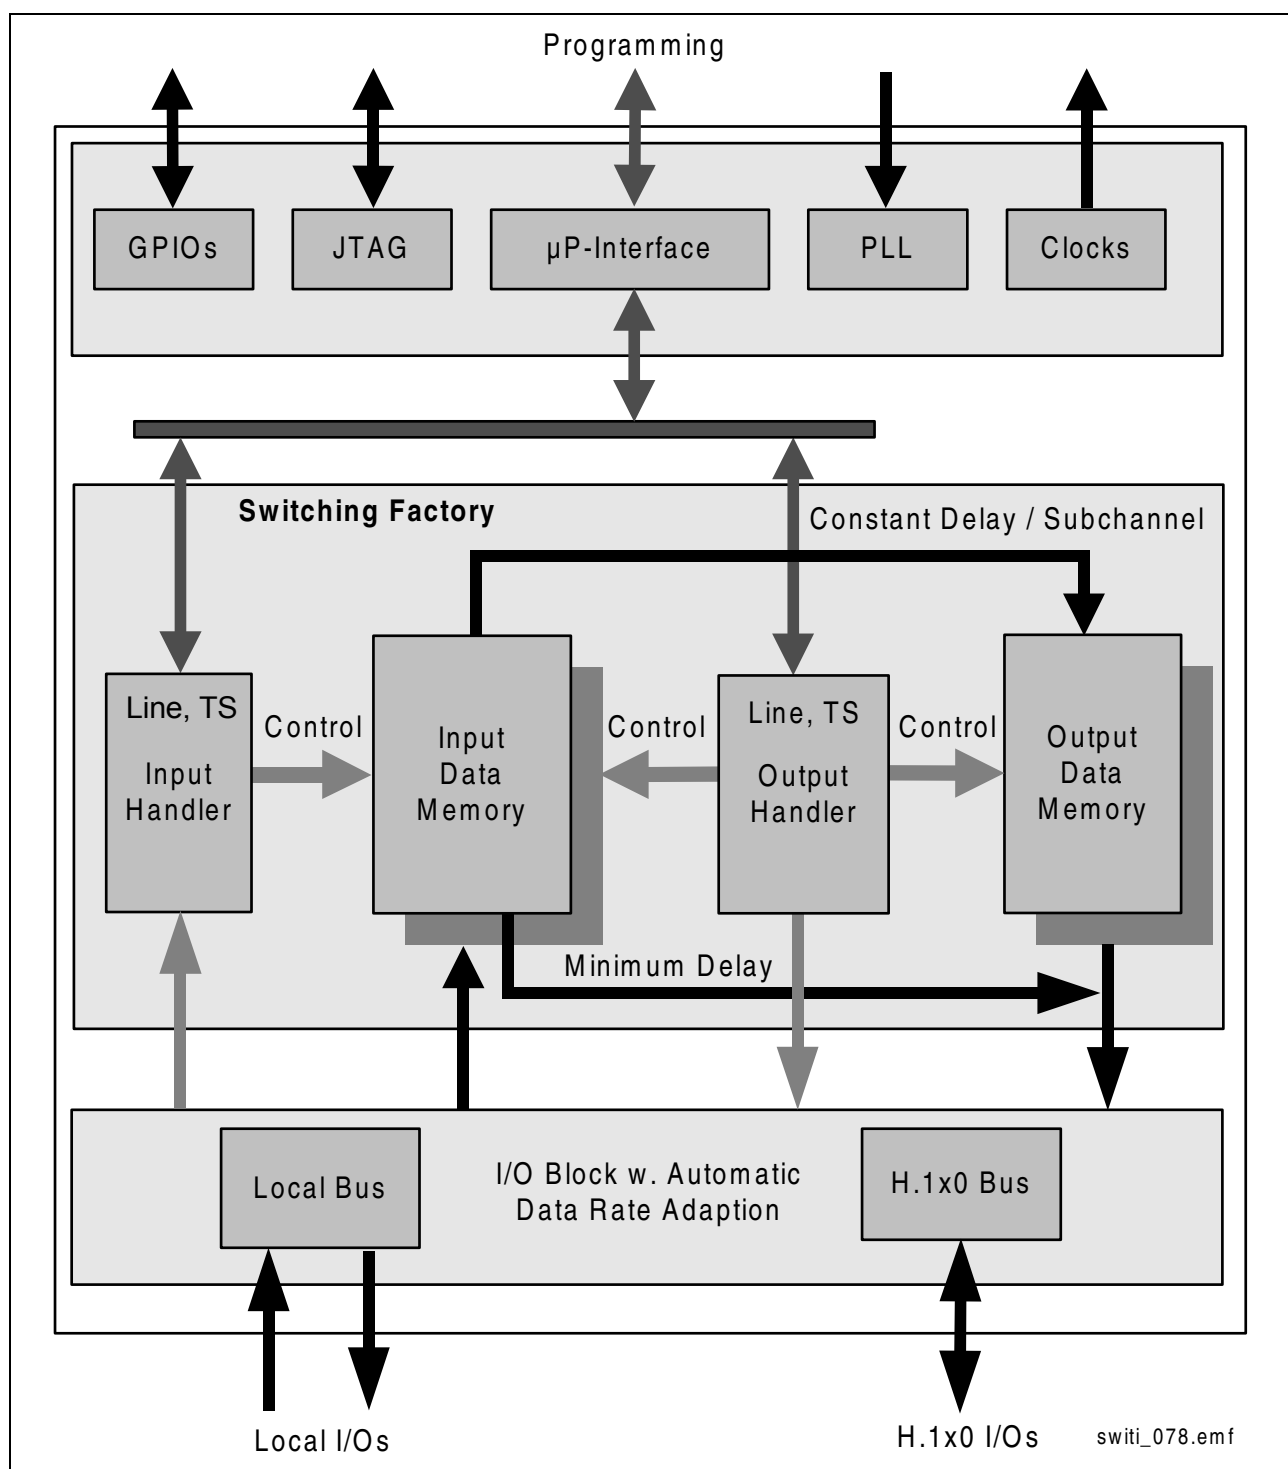 Programming
GPIOs
JTAG
µP-Interface
PLL
Clocks
Switching Factory
Constant Delay / Subchannel
Line, TS
Input
Handler
Control
Input
Data
Memory
Control
Line, TS
Output
Handler
Control
Output
Data
Memory
Minimum Delay
Local Bus
I/O Block w. Automatic
Data Rate Adaption
H.1x0 Bus
Local I/Os
H.1x0 I/Os
switi_078.emf